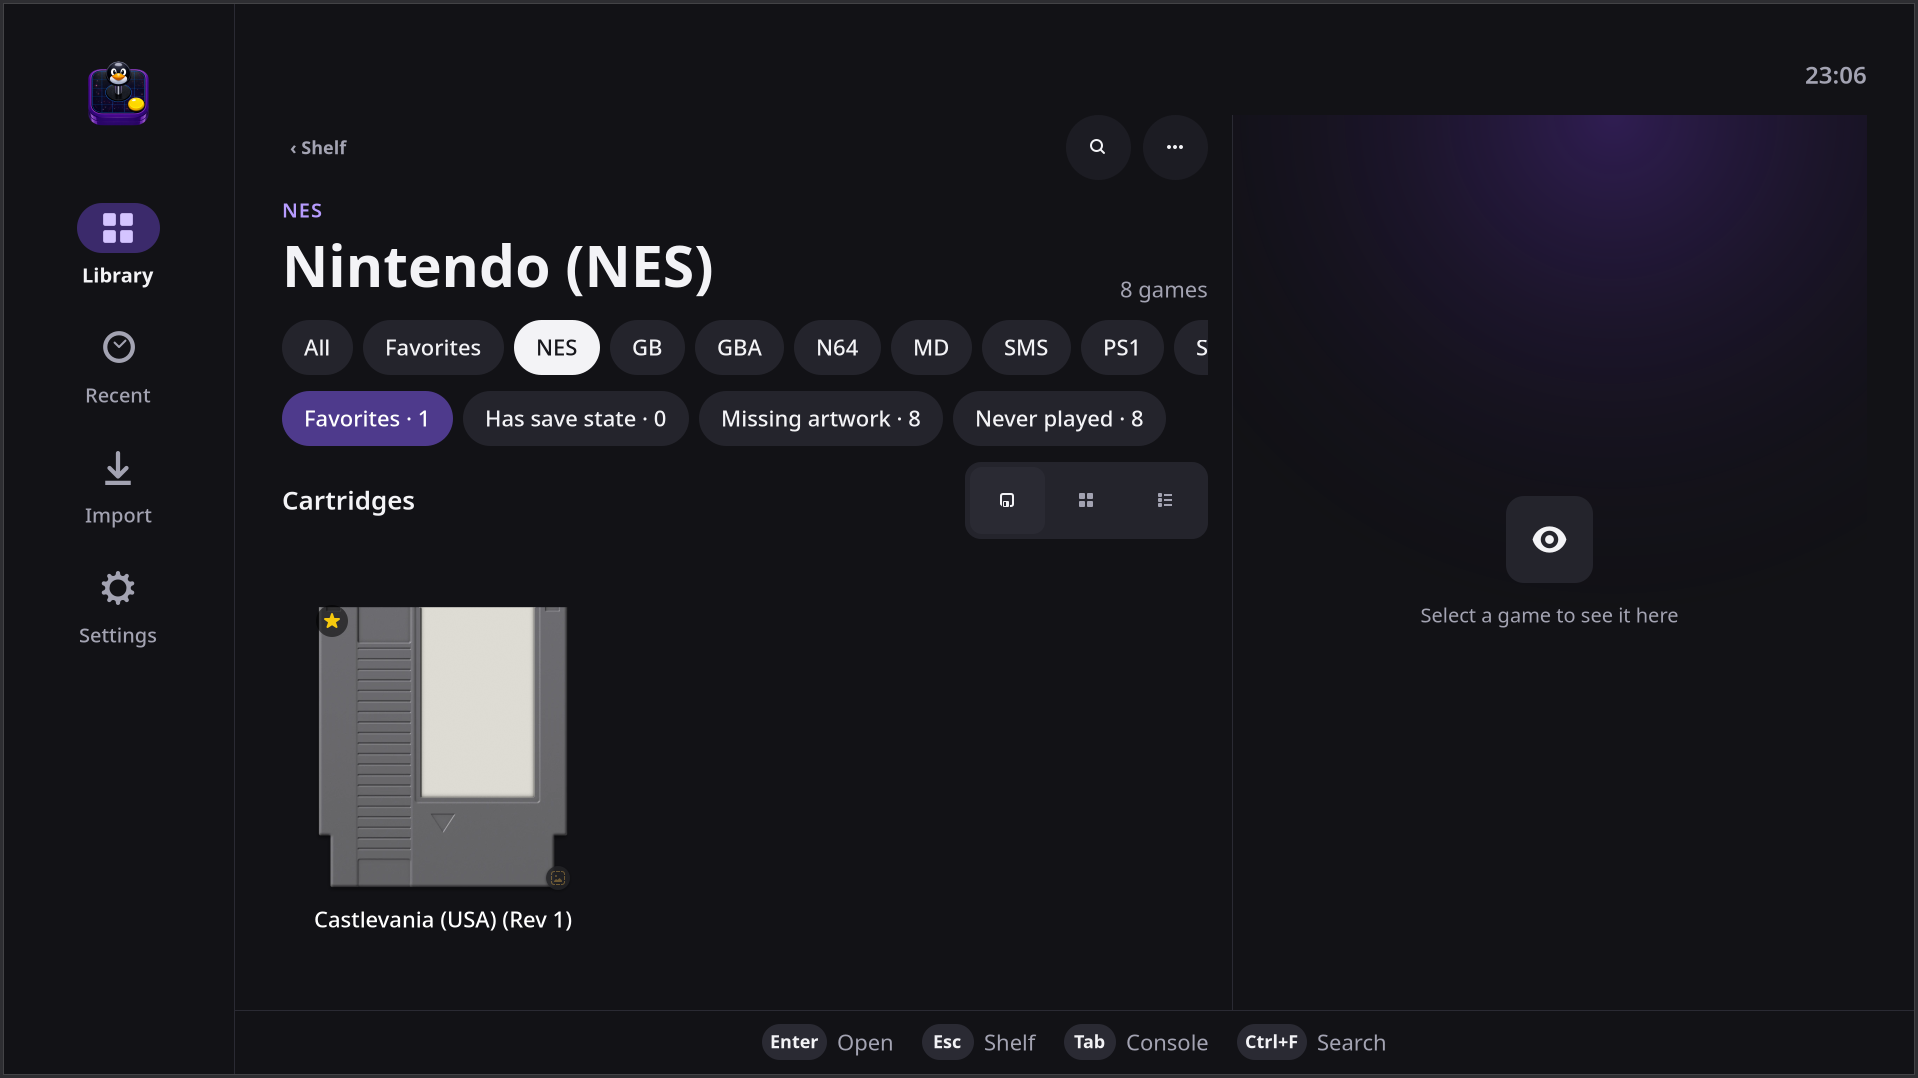 23:06
‹ Shelf
NES
Nintendo (NES)
8 games
All
Favorites
NES
GB
GBA
N64
MD
SMS
PS1
S
Favorites · 1
Has save state · 0
Missing artwork · 8
Never played · 8
Cartridges
Castlevania (USA) (Rev 1)
Library
Recent
Import
Settings
Select a game to see it here
Enter Open
Esc Shelf
Tab Console
Ctrl+F Search